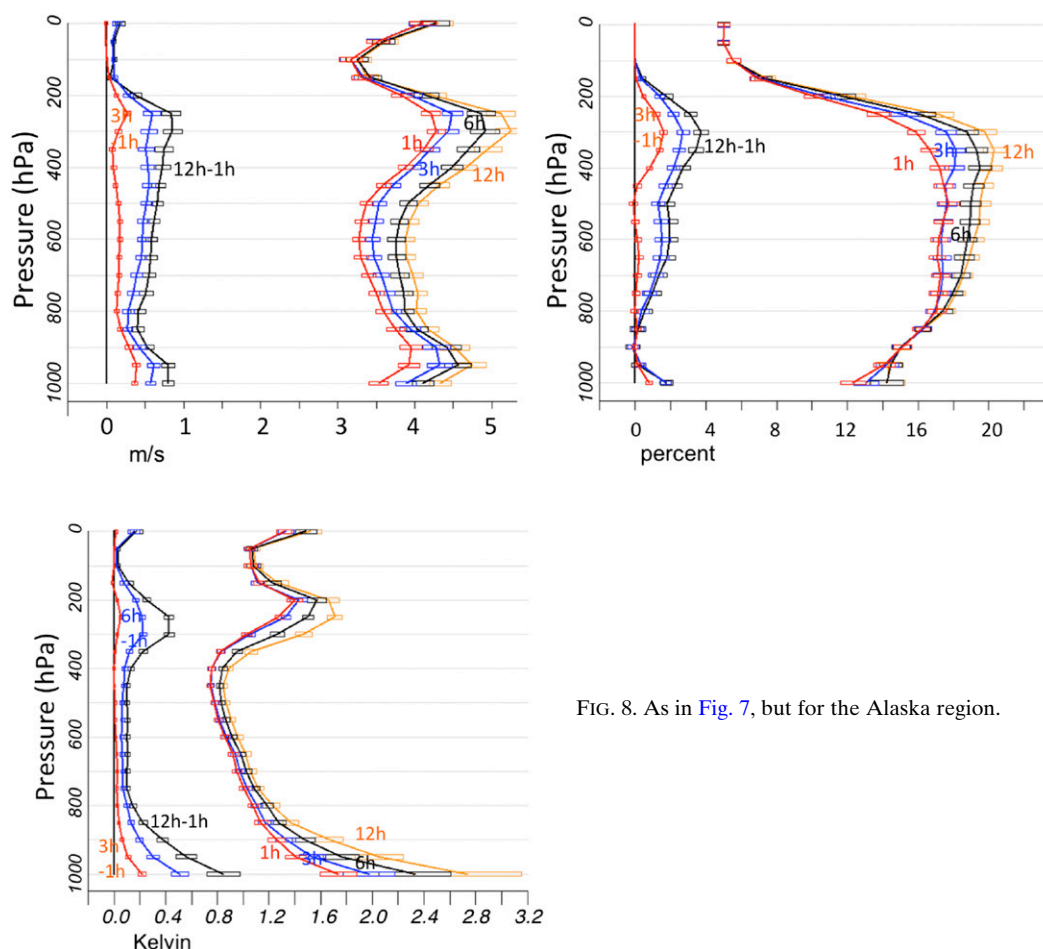 0
200
400
600
800
1000
Pressure (hPa)
3h
-1h
12h-1h
1h
3h
6h
12h
0 1 2 3 4 5
m/s
0
200
400
600
800
1000
Pressure (hPa)
3h
-1h
12h-1h
1h
3h
6h
12h
0 4 8 12 16 20
percent
0
200
400
600
800
1000
Pressure (hPa)
6h
-1h
12h-1h
3h
-1h
1h
3h
6h
12h
0.0 0.4 0.8 1.2 1.6 2.0 2.4 2.8 3.2
Kelvin
FIG. 8. As in Fig. 7, but for the Alaska region.